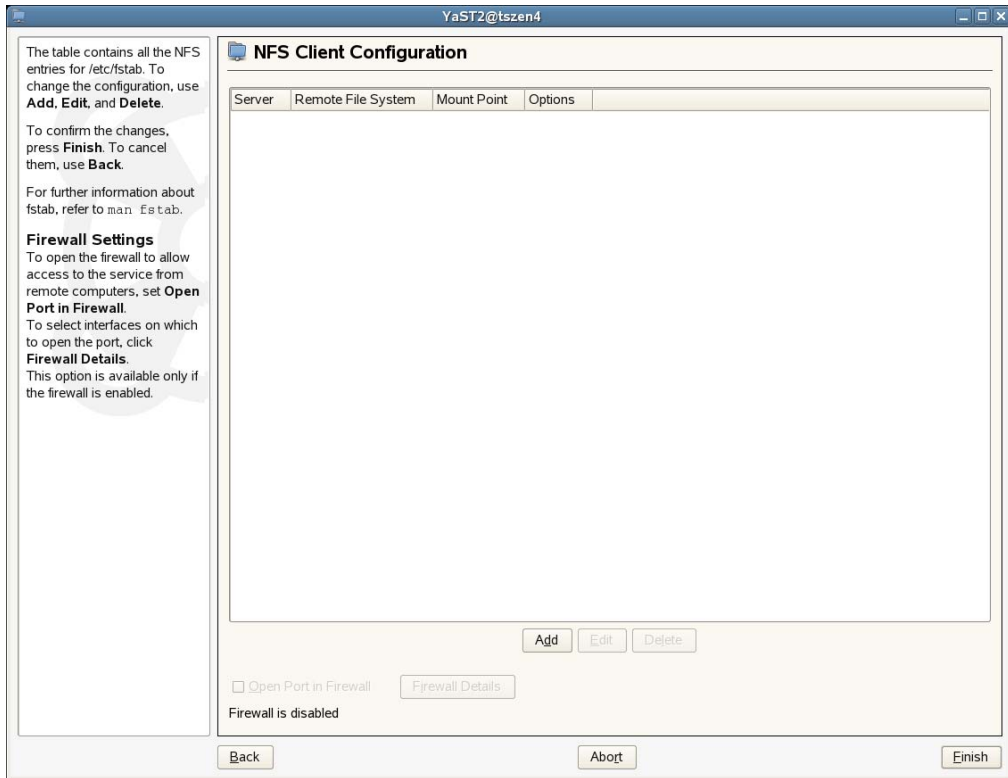 YaST2@tszen4
The table contains all the NFS
entries for /etc/fstab. To
change the configuration, use
Add, Edit, and Delete.
To confirm the changes,
press Finish. To cancel
them, use Back.
For further information about
fstab, refer to man fstab.
Firewall Settings
To open the firewall to allow
access to the service from
remote computers, set Open
Port in Firewall.
To select interfaces on which
to open the port, click
Firewall Details.
This option is available only if
the firewall is enabled.
NFS Client Configuration
Server Remote File System Mount Point Options
Add Edit Delete
Open Port in Firewall Firewall Details
Firewall is disabled
Back Abort Finish